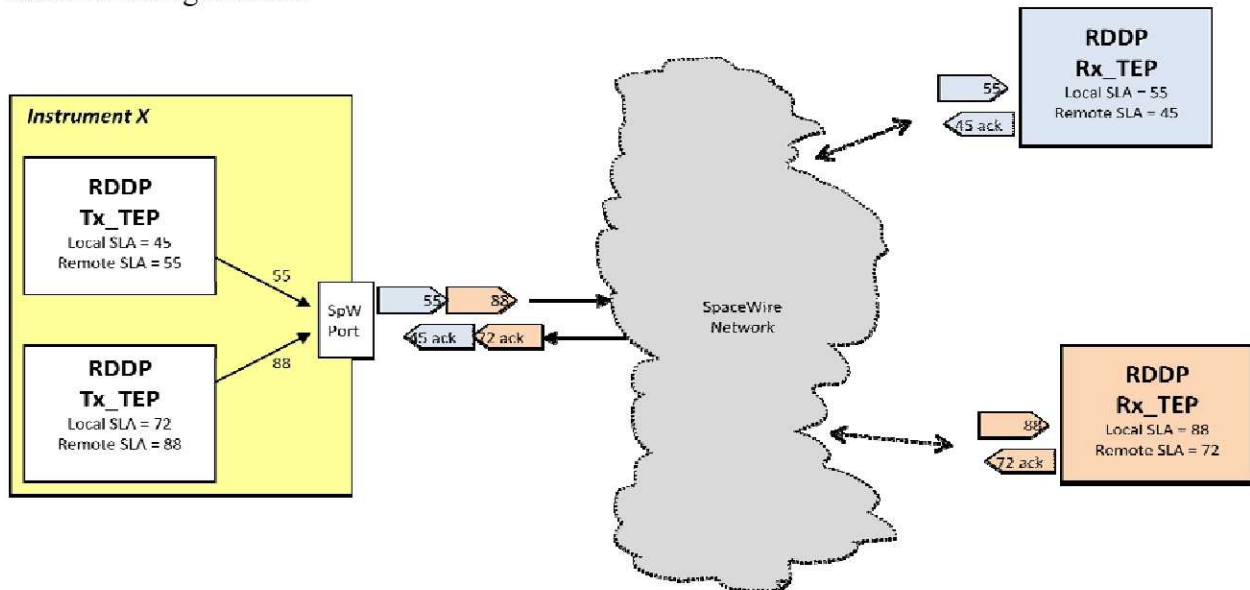 Instrument X
RDDP
Tx_TEP
Local SLA = 45
Remote SLA = 55
55
RDDP
Tx_TEP
Local SLA = 72
Remote SLA = 88
88
SpW
Port
55
88
45 ack
72 ack
SpaceWire
Network
55
45 ack
RDDP
Rx_TEP
Local SLA = 55
Remote SLA = 45
88
72 ack
RDDP
Rx_TEP
Local SLA = 88
Remote SLA = 72